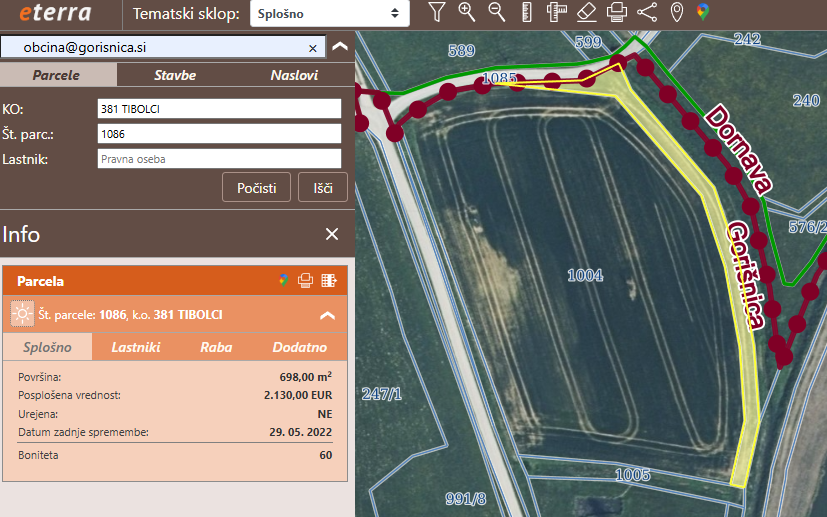 eterra
Tematski sklop: Splošno
obcina@gorisnica.si ×
Parcele Stavbe Naslovi
KO: 381 TIBOLCI
Št. parc.: 1086
Lastnik: Pravna oseba
Počisti Išči
Info ×
Parcela
Št. parcele: 1086, k.o. 381 TIBOLCI
Splošno Lastniki Raba Dodatno
Površina: 698,00 m²
Posplošena vrednost: 2.130,00 EUR
Urejena: NE
Datum zadnje spremembe: 29. 05. 2022
Boniteta 60
589
599
242
1085
240
Dornava
576/2
Gorišnica
1004
247/1
1005
991/8